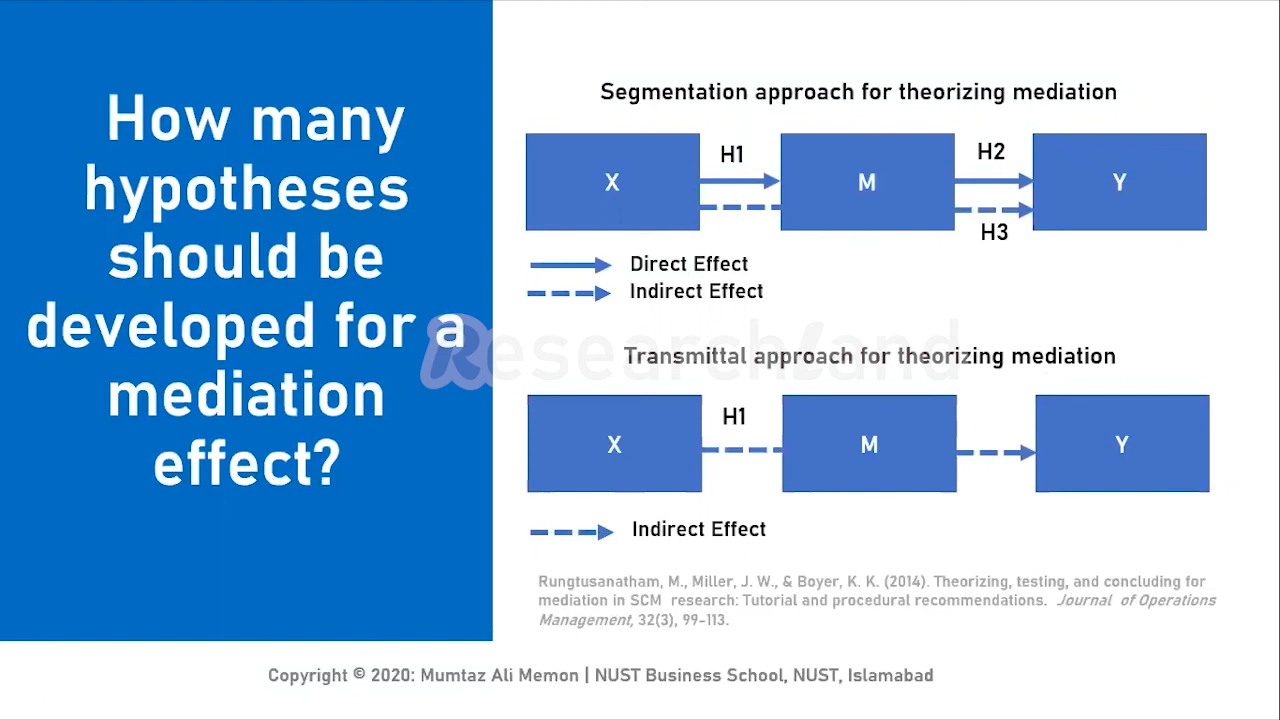 How many
hypotheses
should be
developed for a
mediation
effect?
Segmentation approach for theorizing mediation
X
H1
M
H2
Y
H3
Direct Effect
Indirect Effect
ResearchLand
Transmittal approach for theorizing mediation
X
H1
M
Y
Indirect Effect
Rungtusanatham, M., Miller, J. W., & Boyer, K. K. (2014). Theorizing, testing, and concluding for
mediation in SCM research: Tutorial and procedural recommendations. Journal of Operations
Management, 32(3), 99-113.
Copyright © 2020: Mumtaz Ali Memon | NUST Business School, NUST, Islamabad